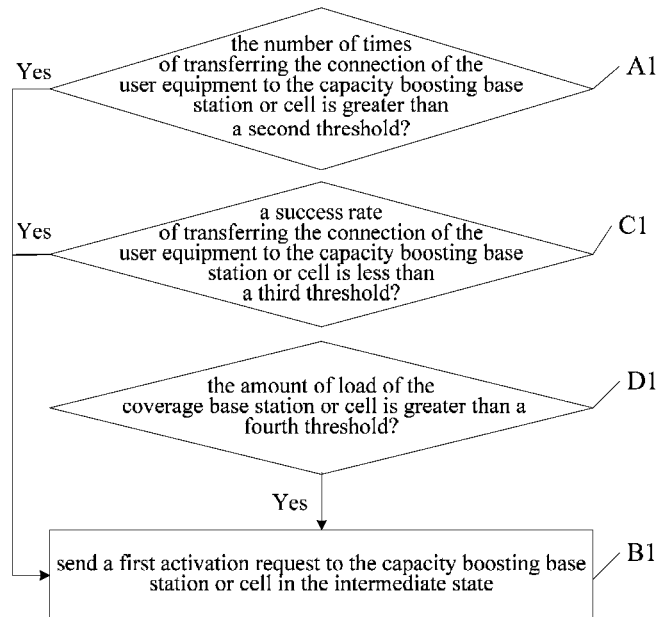 the number of times
of transferring the connection of the
user equipment to the capacity boosting base
station or cell is greater than
a second threshold?
Yes
A1
a success rate
of transferring the connection of the
user equipment to the capacity boosting base
station or cell is less than
a third threshold?
Yes
C1
the amount of load of the
coverage base station or cell is greater than a
fourth threshold?
D1
Yes
send a first activation request to the capacity boosting base
station or cell in the intermediate state
B1